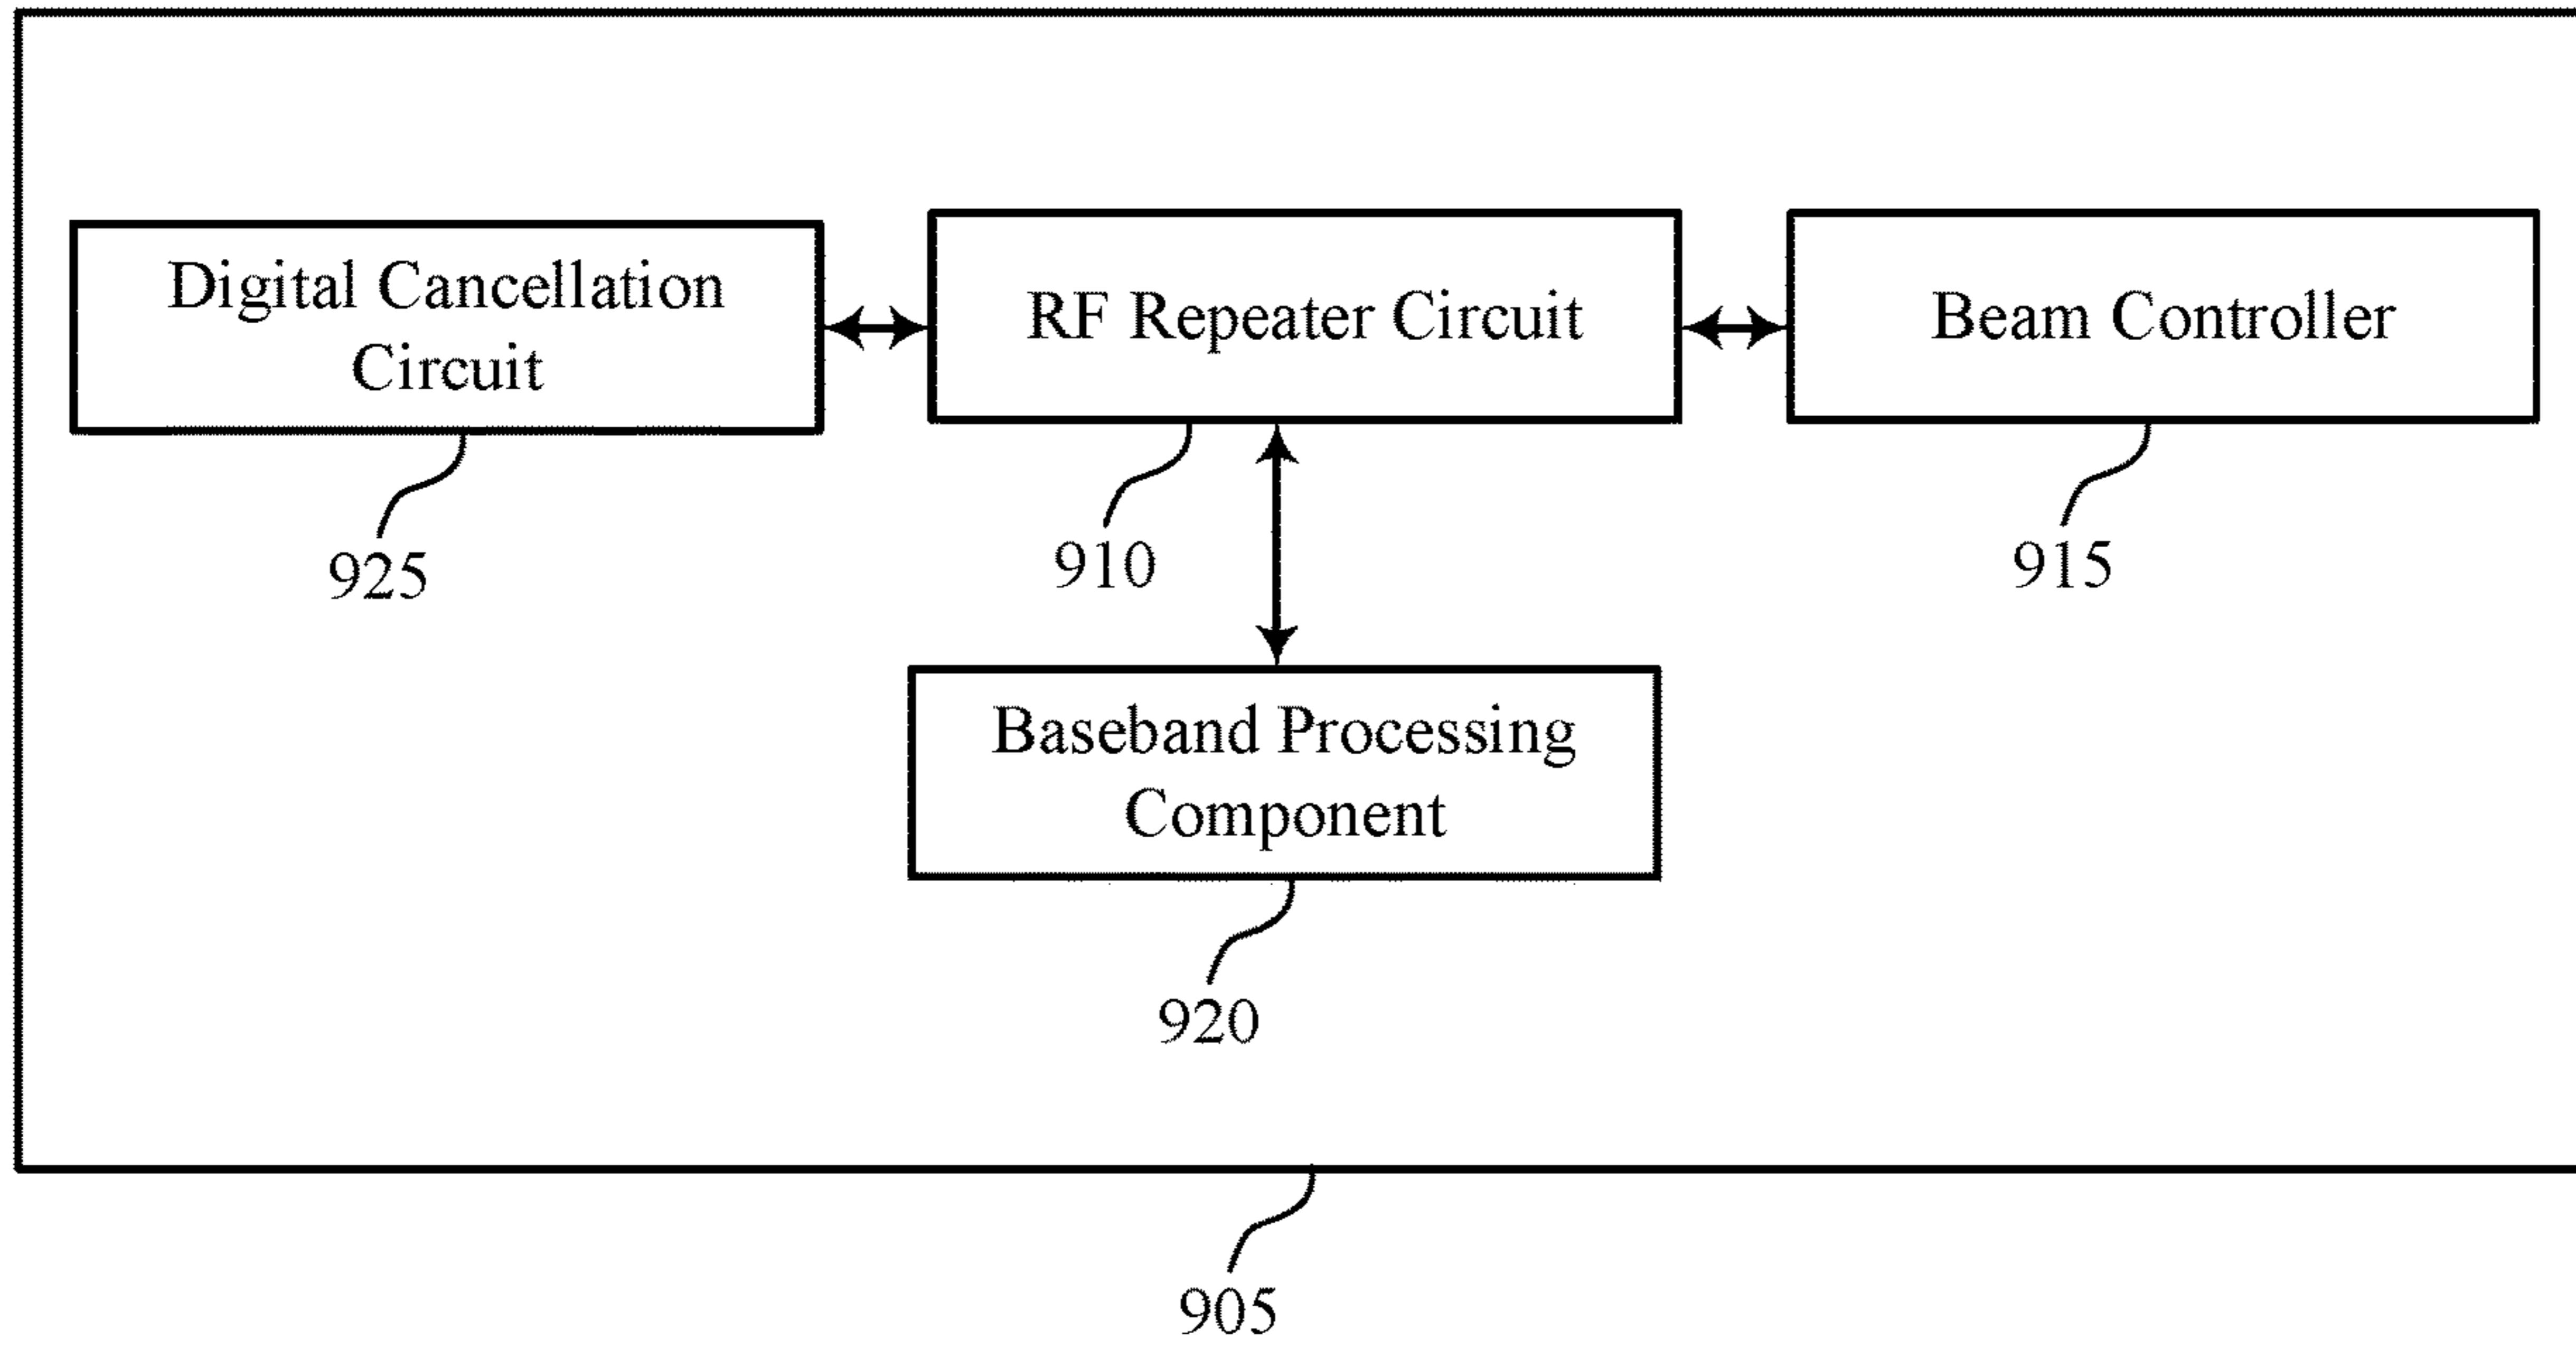 Digital Cancellation
Circuit
RF Repeater Circuit
Beam Controller
925
910
915
Baseband Processing
Component
920
905